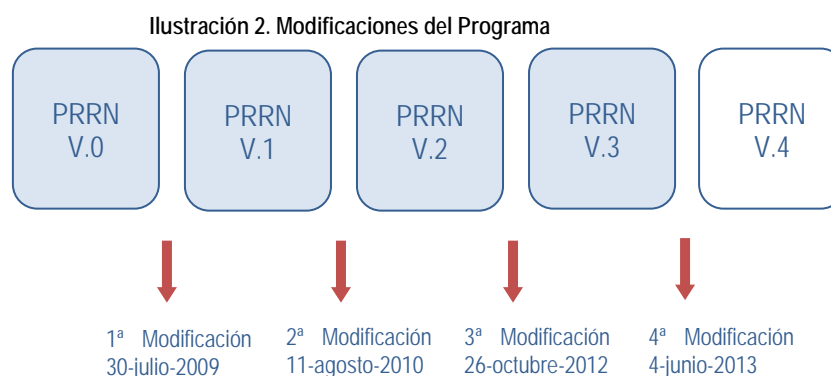 Ilustración 2. Modificaciones del Programa
PRRN
V.0
PRRN
V.1
PRRN
V.2
PRRN
V.3
PRRN
V.4
1ª Modificación
30-julio-2009
2ª Modificación
11-agosto-2010
3ª Modificación
26-octubre-2012
4ª Modificación
4-junio-2013